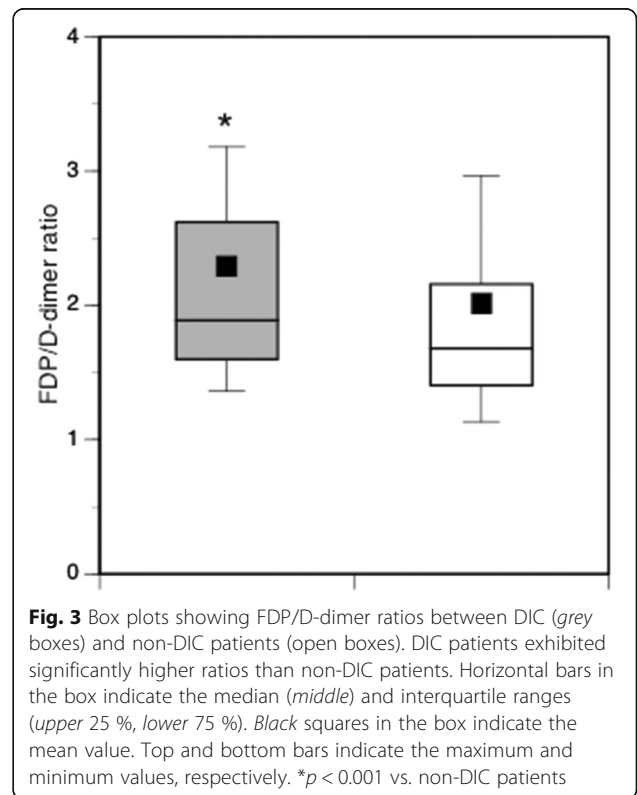 4
*
3
FDP/D-dimer ratio
2
1
0
Fig. 3 Box plots showing FDP/D-dimer ratios between DIC (grey
boxes) and non-DIC patients (open boxes). DIC patients exhibited
significantly higher ratios than non-DIC patients. Horizontal bars in
the box indicate the median (middle) and interquartile ranges
(upper 25 %, lower 75 %). Black squares in the box indicate the
mean value. Top and bottom bars indicate the maximum and
minimum values, respectively. *p < 0.001 vs. non-DIC patients